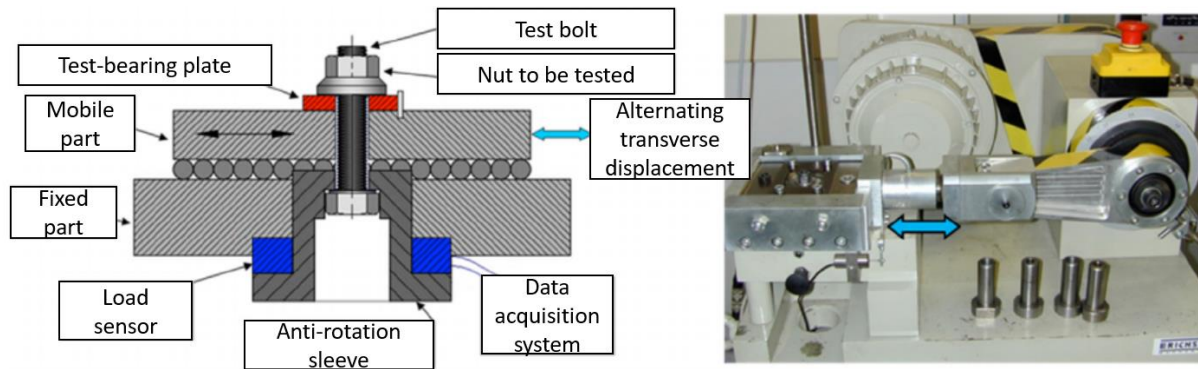 Test bolt
Nut to be tested
Test-bearing plate
Mobile
part
Alternating
transverse
displacement
Fixed
part
Load
sensor
Anti-rotation
sleeve
Data
acquisition
system
ERICHS